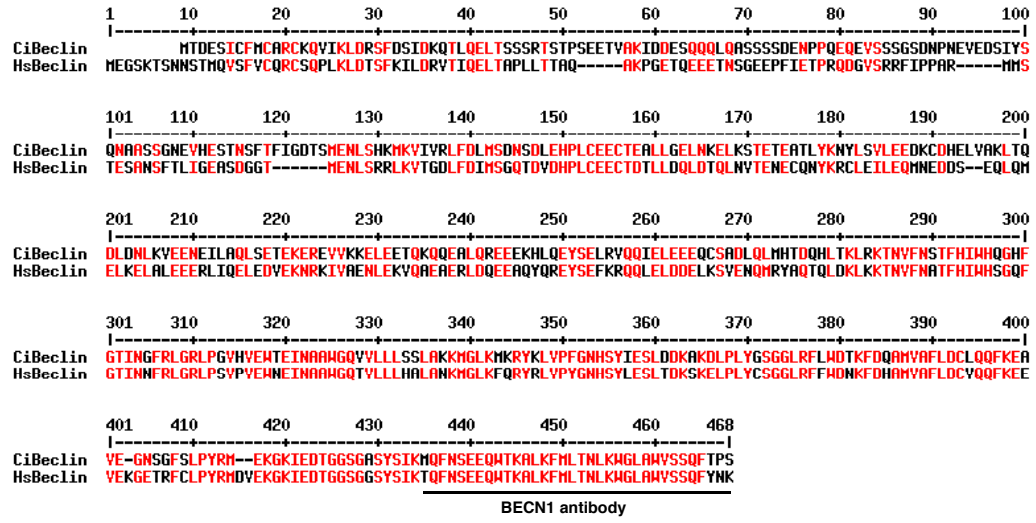 1 10 20 30 40 50 60 70 80 90 100
|--------+---------+---------+---------+---------+---------+---------+---------+---------+---------|
CiBeclin MTDESICFMCARCKQVIKLDRSFDSIDKQTLQELTSSSRTSTPSEETVAKIDDESQQQLQASSSSDENPPQEQEVSSSGSDNPNEVEDSIYS
HsBeclin MEGSKTSNNSTMQVSFVCQRCSQPLKLDTSFKILDRVTIQELTAPLLTTAQ-----AKPGETQEEETNSGEEPFIETPRQDGVSRRFIPPAR-----MMS
101 110 120 130 140 150 160 170 180 190 200
|--------+---------+---------+---------+---------+---------+---------+---------+---------+---------|
CiBeclin QNAASSGNEVHESTNSFTFIGDTSMENLSHKMKVIVRLFDLMSDNSDLEHPLCEECTEALLGELNKELKSTETEATLYKNYLSVLEEDKCDHELVAKLTQ
HsBeclin TESANSFTLIGEASDGGT------MENLSRRLKVTGDLFDIMSGQTDVDHPLCEECTDTLLDQLDTQLNVTENECQNYKRCLEILEQMNEDDS--EQLQM
201 210 220 230 240 250 260 270 280 290 300
|--------+---------+---------+---------+---------+---------+---------+---------+---------+---------|
CiBeclin DLDNLKVEENEILAQLSETEKEREVVKKELEETQKQQEALQREEEKHLQEYSELRVQQIELEEEQCSADLQLMHTDQHLTKLRKTNVFNSTFHIWHQGHF
HsBeclin ELKELALEEERLIQELEDVEKNRKIVAENLEKVQAEAERLDQEEAQYQREYSEFKRQQLELDDELKSVENQMRYAQTQLDKLKKTNVFNATFHIWHSGQF
301 310 320 330 340 350 360 370 380 390 400
|--------+---------+---------+---------+---------+---------+---------+---------+---------+---------|
CiBeclin GTINGFRLGRLPGVHVEWTEINAAWGQVVLLLSSLAKKMGLKMKRYKLVPFGNHSYIESLDDKAKDLPLYGSGGLRFLWDTKFDQAMVAFLDCLQQFKEA
HsBeclin GTINNFRLGRLPSVPVEWNEINAAWGQTVLLLHALANKMGLKFQRYRLVPYGNHSYLESLTDKSKELPLYCSGGLRFFWDNKFDHAMVAFLDCVQQFKEE
401 410 420 430 440 450 460 468
|--------+---------+---------+---------+---------+---------+-------|
CiBeclin VE-GNSGFSLPYRM--EKGKIEDTGGSGASYSIKMQFNSEEQWTKALKFMLTNLKWGLAWVSSQFTPS
HsBeclin VEKGETRFCLPYRMDVEKGKIEDTGGSGGSYSIKTQFNSEEQWTKALKFMLTNLKWGLAWVSSQFYNK
BECN1 antibody